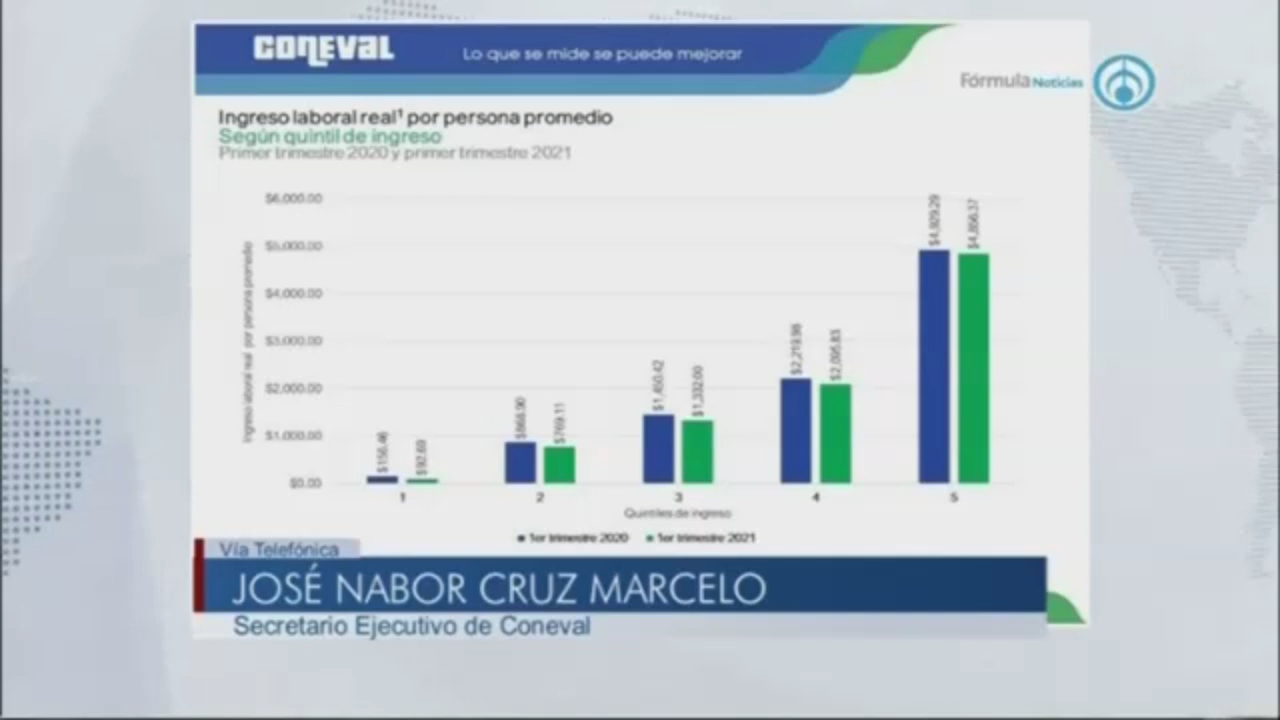 CONEVAL
Lo que se mide se puede mejorar
Fórmula Noticias
Ingreso laboral real¹ por persona promedio
Según quintil de ingreso
Primer trimestre 2020 y primer trimestre 2021
Ingreso laboral real por persona promedio
$6,000.00
$5,000.00
$4,000.00
$3,000.00
$2,000.00
$1,000.00
$0.00
$156.46
$92.69
$868.90
$769.11
$1,450.42
$1,332.00
$2,219.98
$2,095.83
$4,929.29
$4,856.37
1 2 3 4 5
Quintiles de ingreso
1er trimestre 2020 1er trimestre 2021
Vía Telefónica
JOSÉ NABOR CRUZ MARCELO
Secretario Ejecutivo de Coneval